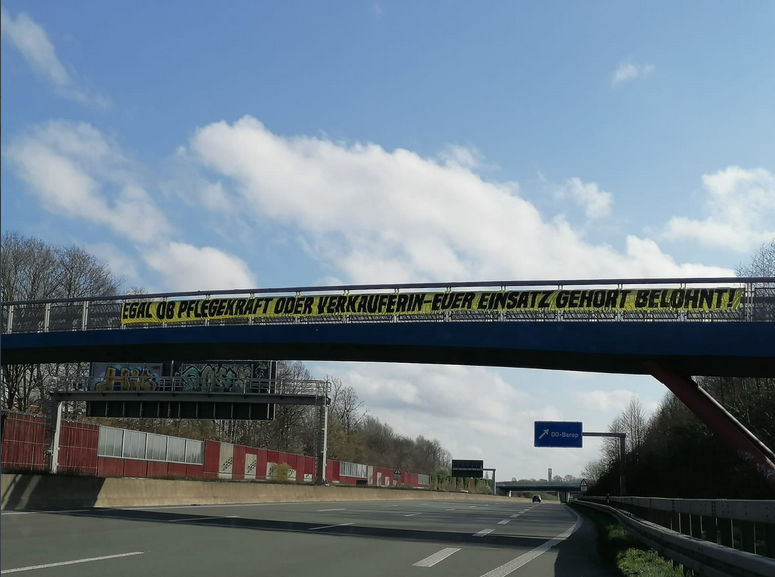 EGAL OB PFLEGEKRAFT ODER VERKÄUFERIN-EUER EINSATZ GEHÖRT BELOHNT!
DO-Barop